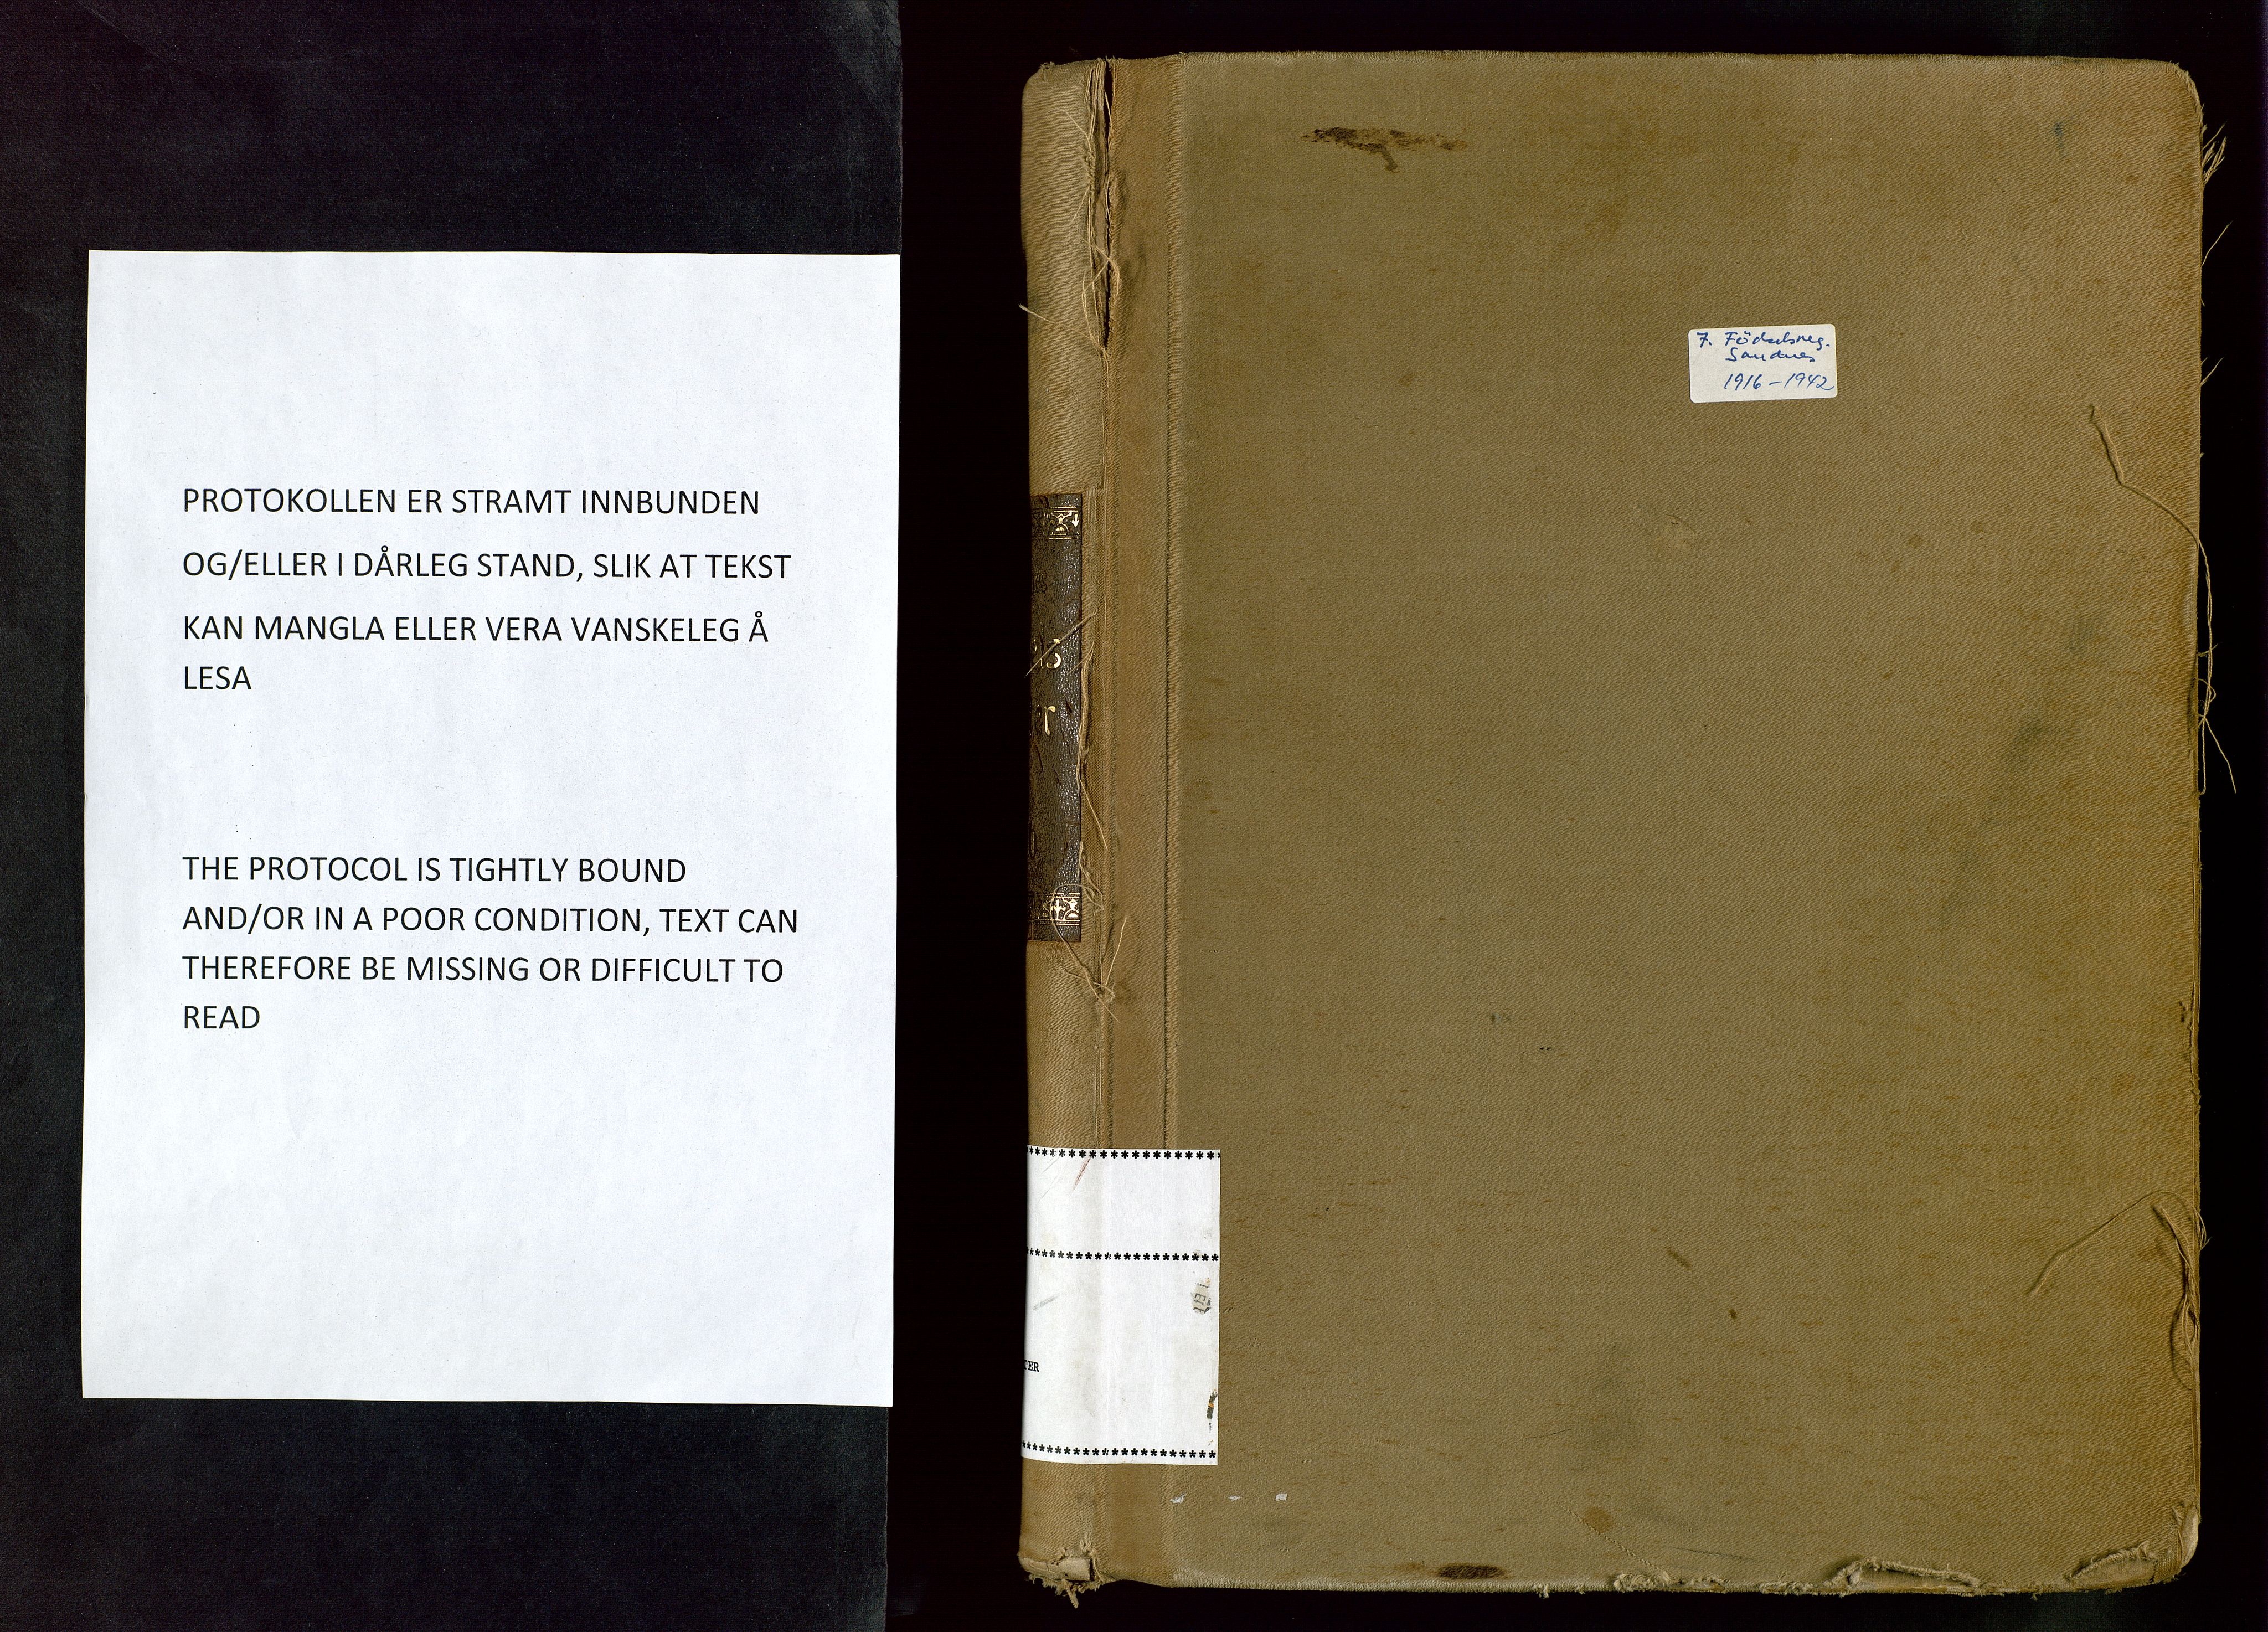 PROTOKOLLEN ER STRAMT INNBUNDEN
OG/ELLER I DÅRLEG STAND, SLIK AT TEKST
KAN MANGLA ELLER VERA VANSKELEG Å
LESA
THE PROTOCOL IS TIGHTLY BOUND
AND/OR IN A POOR CONDITION, TEXT CAN
THEREFORE BE MISSING OR DIFFICULT TO
READ
7. Födselsreg.
Sandnes
1916-1942
TER